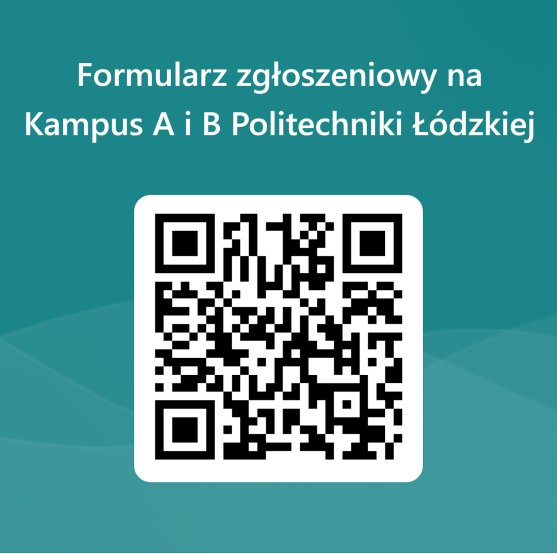 Formularz zgłoszeniowy na
Kampus A i B Politechniki Łódzkiej